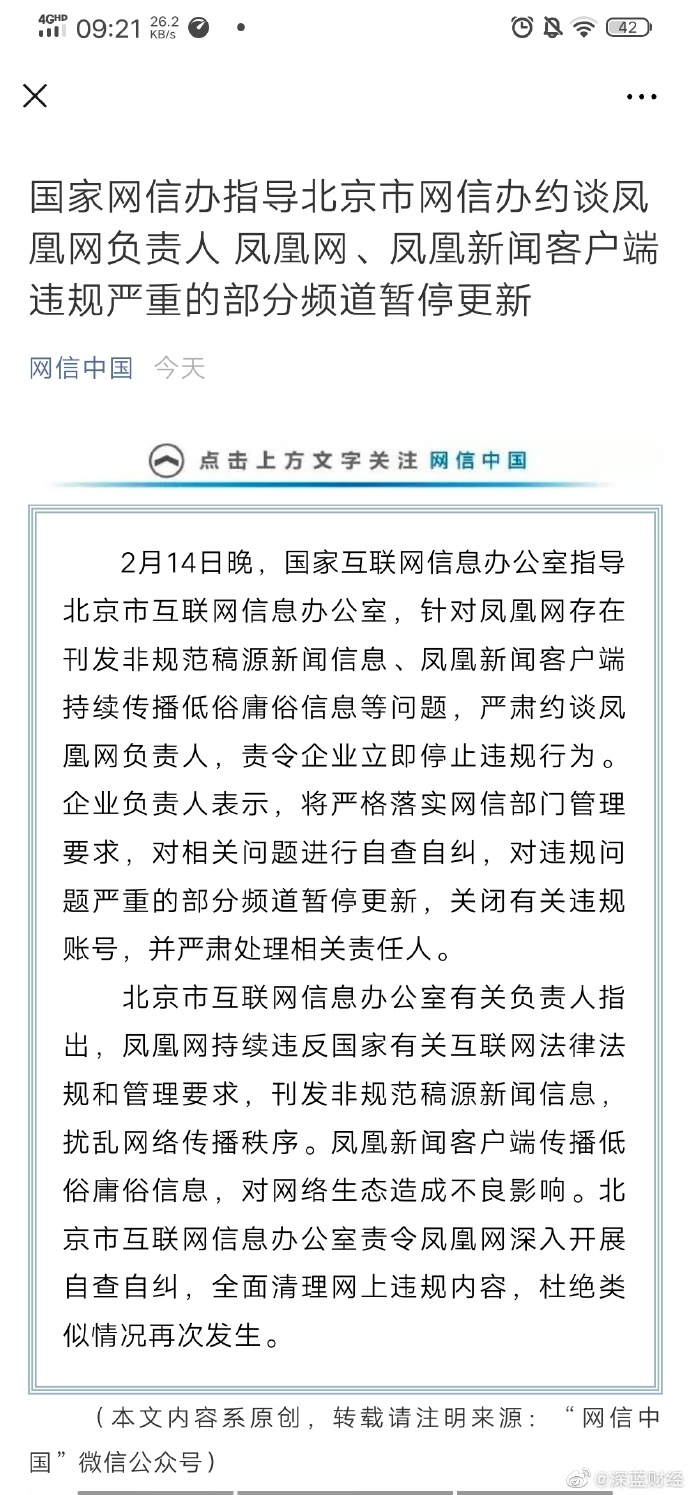 4GHD 09:21 26.2 KB/s 42
国家网信办指导北京市网信办约谈凤
凰网负责人 凤凰网、凤凰新闻客户端
违规严重的部分频道暂停更新
网信中国 今天
点击上方文字关注 网信中国
2月14日晚，国家互联网信息办公室指导
北京市互联网信息办公室，针对凤凰网存在
刊发非规范稿源新闻信息、凤凰新闻客户端
持续传播低俗庸俗信息等问题，严肃约谈凤
凰网负责人，责令企业立即停止违规行为。
企业负责人表示，将严格落实网信部门管理
要求，对相关问题进行自查自纠，对违规问
题严重的部分频道暂停更新，关闭有关违规
账号，并严肃处理相关责任人。
北京市互联网信息办公室有关负责人指
出，凤凰网持续违反国家有关互联网法律法
规和管理要求，刊发非规范稿源新闻信息，
扰乱网络传播秩序。凤凰新闻客户端传播低
俗庸俗信息，对网络生态造成不良影响。北
京市互联网信息办公室责令凤凰网深入开展
自查自纠，全面清理网上违规内容，杜绝类
似情况再次发生。
（本文内容系原创，转载请注明来源：“网信中
国”微信公众号）
@深蓝财经